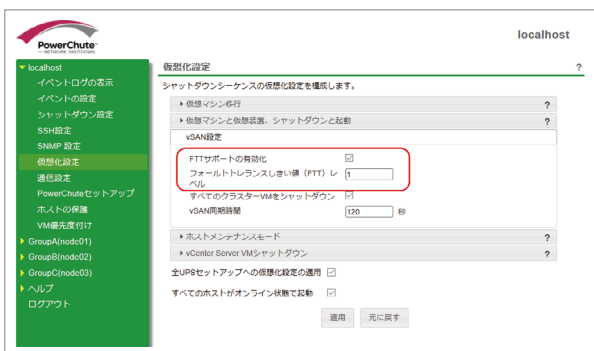 PowerChute
NETWORK SHUTDOWN
localhost
localhost
イベントログの表示
イベントの設定
シャットダウン設定
SSH設定
SNMP 設定
仮想化設定
通信設定
PowerChuteセットアップ
ホストの保護
VM優先度付け
GroupA(node01)
GroupB(node02)
GroupC(node03)
ヘルプ
ログアウト
仮想化設定 ?
シャットダウンシーケンスの仮想化設定を構成します。
仮想マシン移行 ?
仮想マシンと仮想装置、シャットダウンと起動 ?
vSAN設定
FTTサポートの有効化
フォールトトレランスしきい値（FTT）レ 1
ベル
すべてのクラスターVMをシャットダウン
vSAN同期時間 120 秒
ホストメンテナンスモード ?
vCenter Server VMシャットダウン ?
全UPSセットアップへの仮想化設定の適用
すべてのホストがオンライン状態で起動
適用 元に戻す